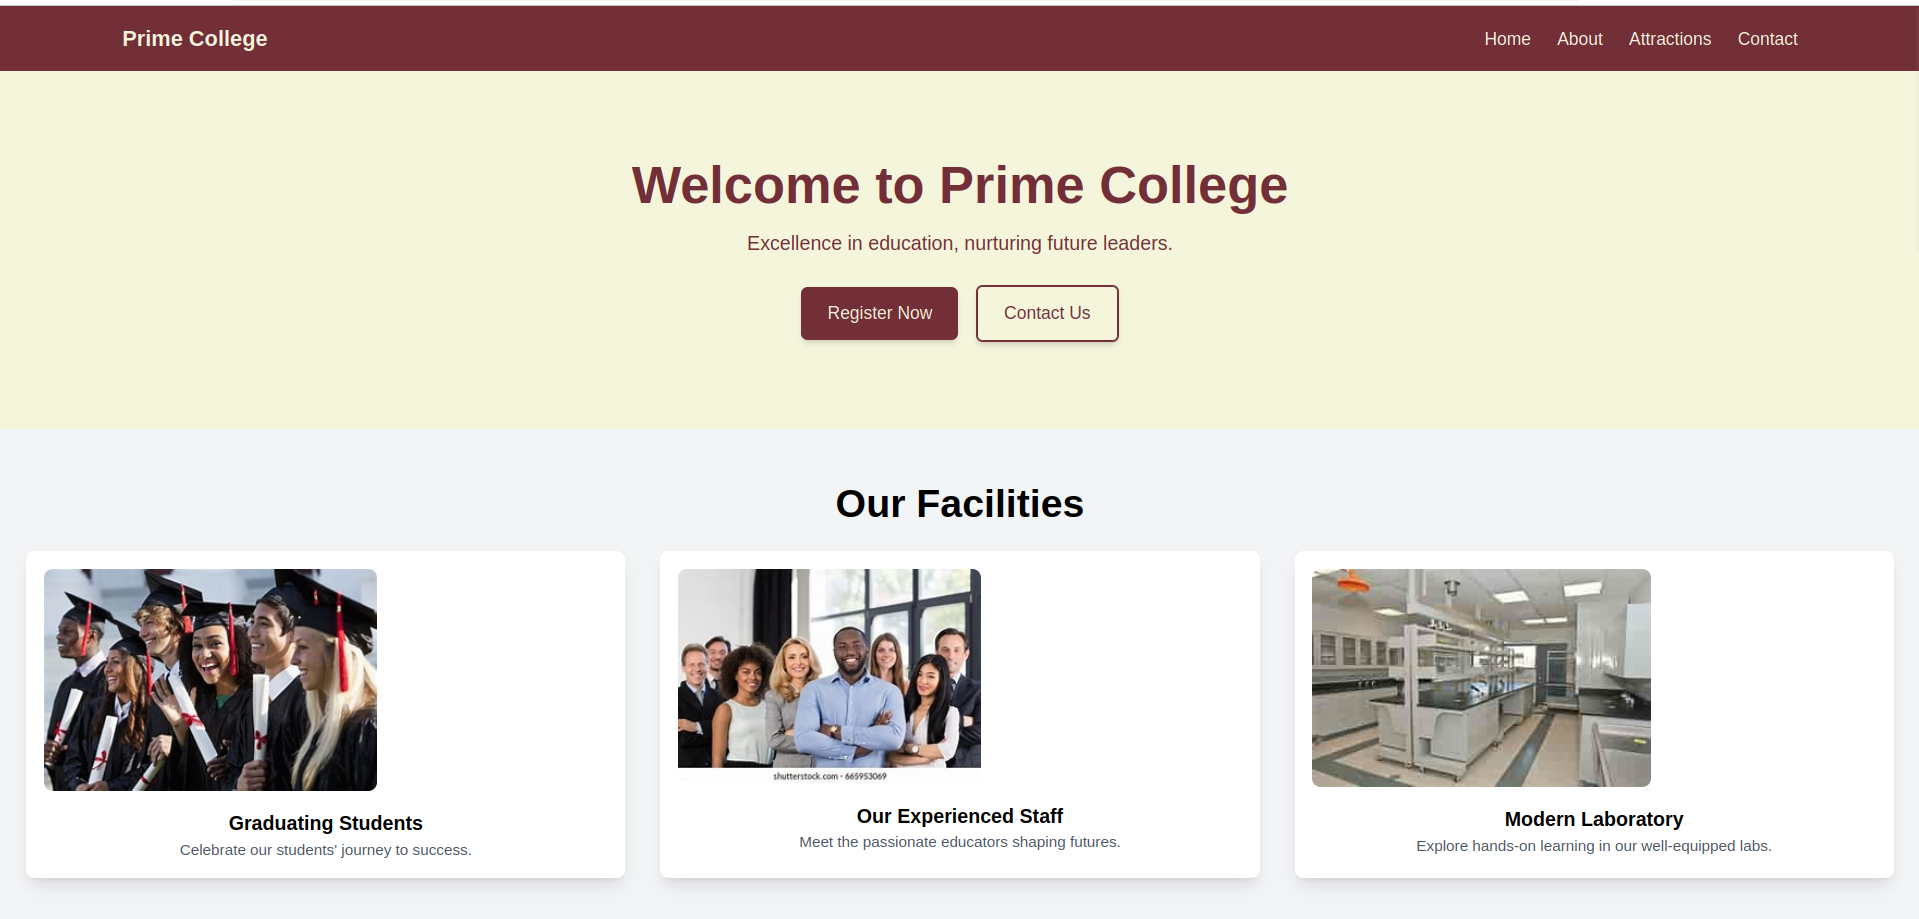 Prime College
Home About Attractions Contact
Welcome to Prime College
Excellence in education, nurturing future leaders.
Register Now Contact Us
Our Facilities
shutterstock.com · 665953069
Graduating Students
Celebrate our students' journey to success.
Our Experienced Staff
Meet the passionate educators shaping futures.
Modern Laboratory
Explore hands-on learning in our well-equipped labs.